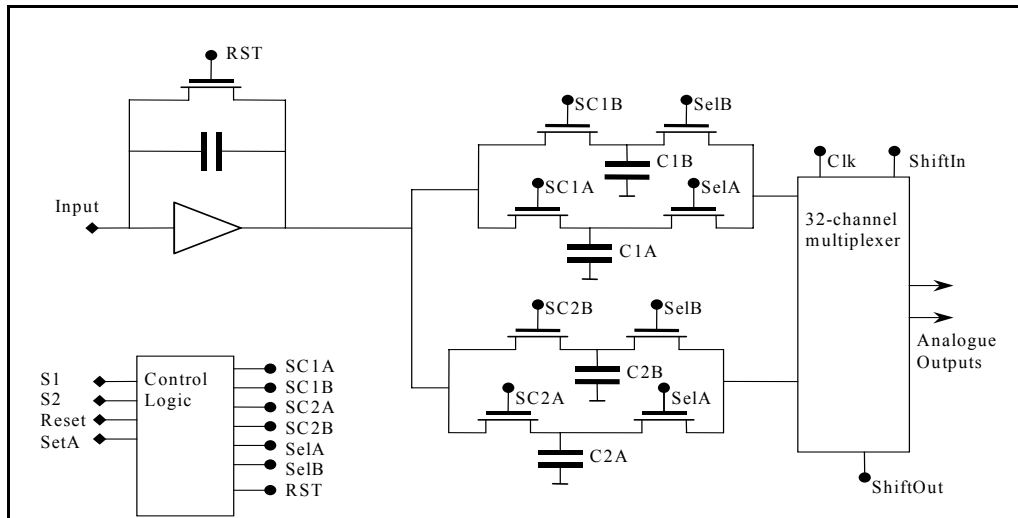 RST
SC1B
SelB
C1B
Clk
ShiftIn
SC1A
SelA
Input
32-channel
multiplexer
C1A
SC2B
SelB
Analogue
Outputs
S1
S2
Reset
SetA
Control
Logic
SC1A
SC1B
SC2A
SC2B
SelA
SelB
RST
C2B
SC2A
SelA
C2A
ShiftOut